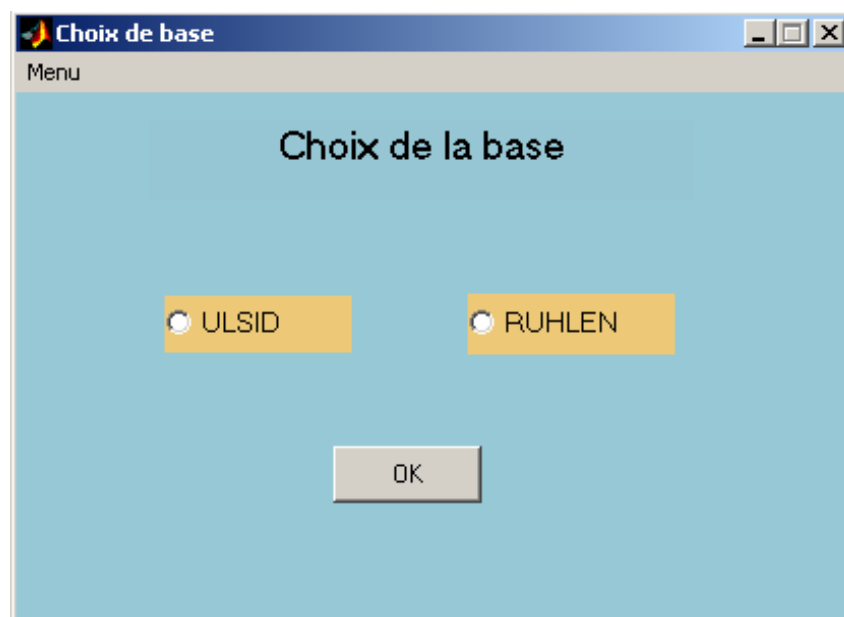 Choix de base
Menu
Choix de la base
ULSID RUHLEN
OK